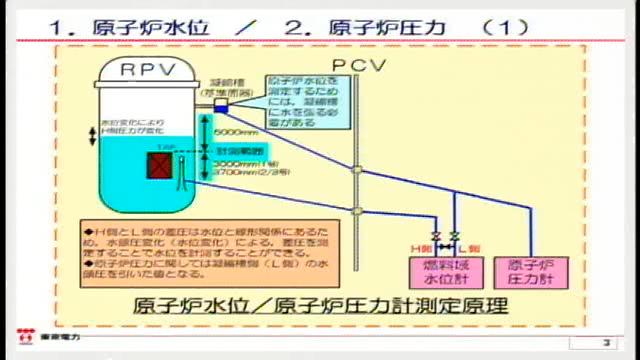 1. 原子炉水位 / 2. 原子炉圧力 (1)
RPV
PCV
凝縮槽
(基準面器)
原子炉水位を
測定するため
には、凝縮槽
に水を張る必
要がある
水位変化により
H側圧力が変化
5000mm
TAF
計測範囲
3000mm(1号)
3700mm(2/3号)
●H側とL側の差圧は水位と線形関係にあるた
め、水頭圧変化(水位変化)による、差圧を測
定することで水位を計測することができる。
●原子炉圧力に関しては凝縮槽側(L側)の水
頭圧を引いた値となる。
H側
L側
燃料域
水位計
原子炉
圧力計
原子炉水位/原子炉圧力計測定原理
東京電力
3